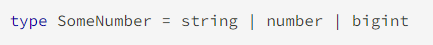 type SomeNumber = string | number | bigint